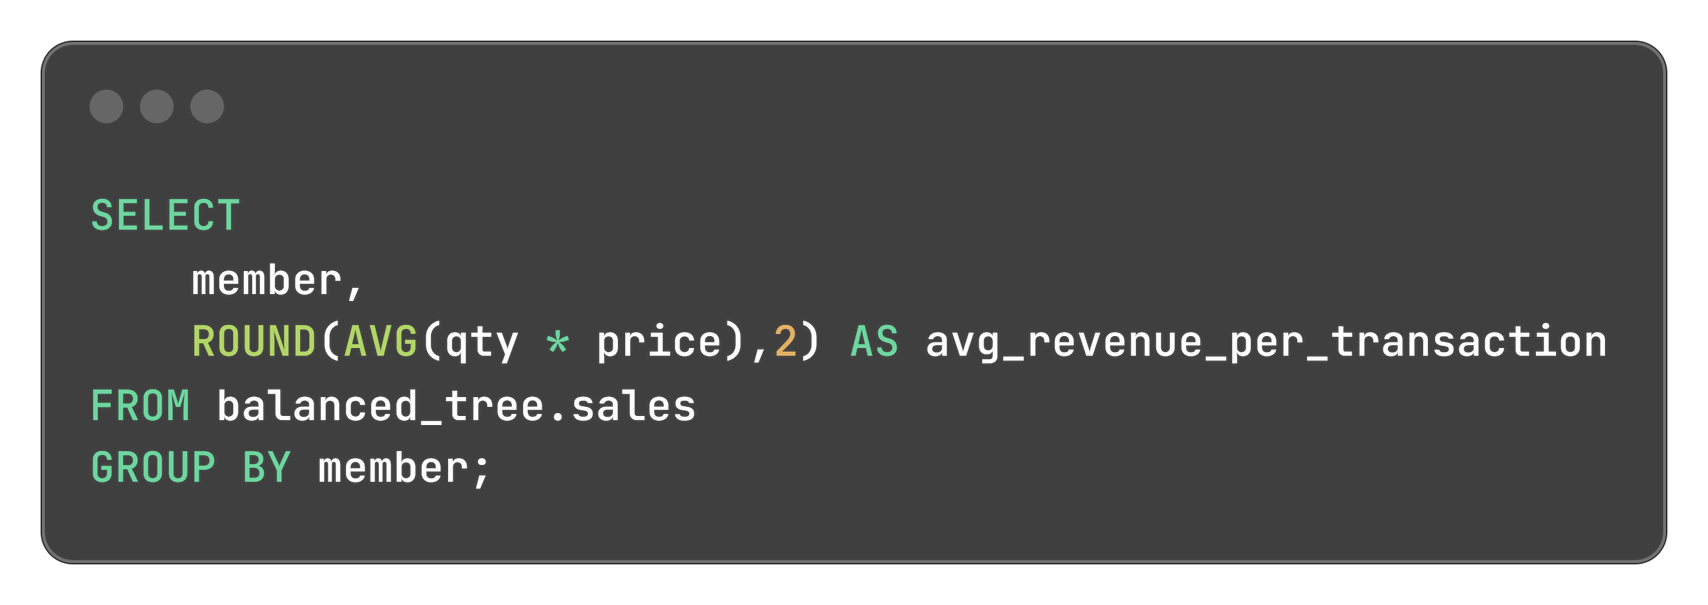 SELECT
    member,
    ROUND(AVG(qty * price),2) AS avg_revenue_per_transaction
FROM balanced_tree.sales
GROUP BY member;